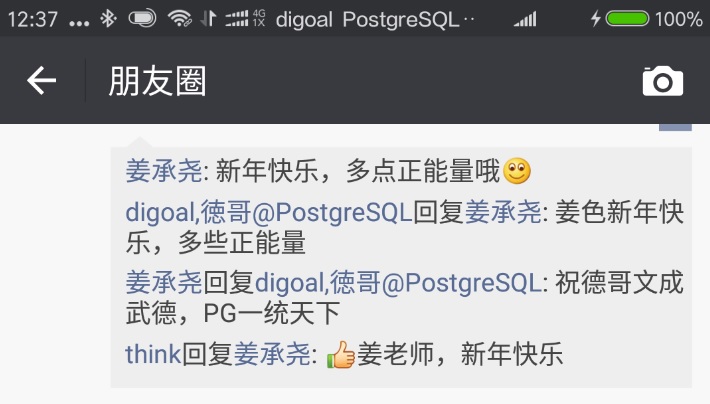 12:37 ... 4G 1X digoal PostgreSQL·· 100%
朋友圈
姜承尧: 新年快乐，多点正能量哦
digoal,德哥@PostgreSQL回复姜承尧: 姜色新年快
乐，多些正能量
姜承尧回复digoal,德哥@PostgreSQL: 祝德哥文成
武德，PG一统天下
think回复姜承尧: 姜老师，新年快乐